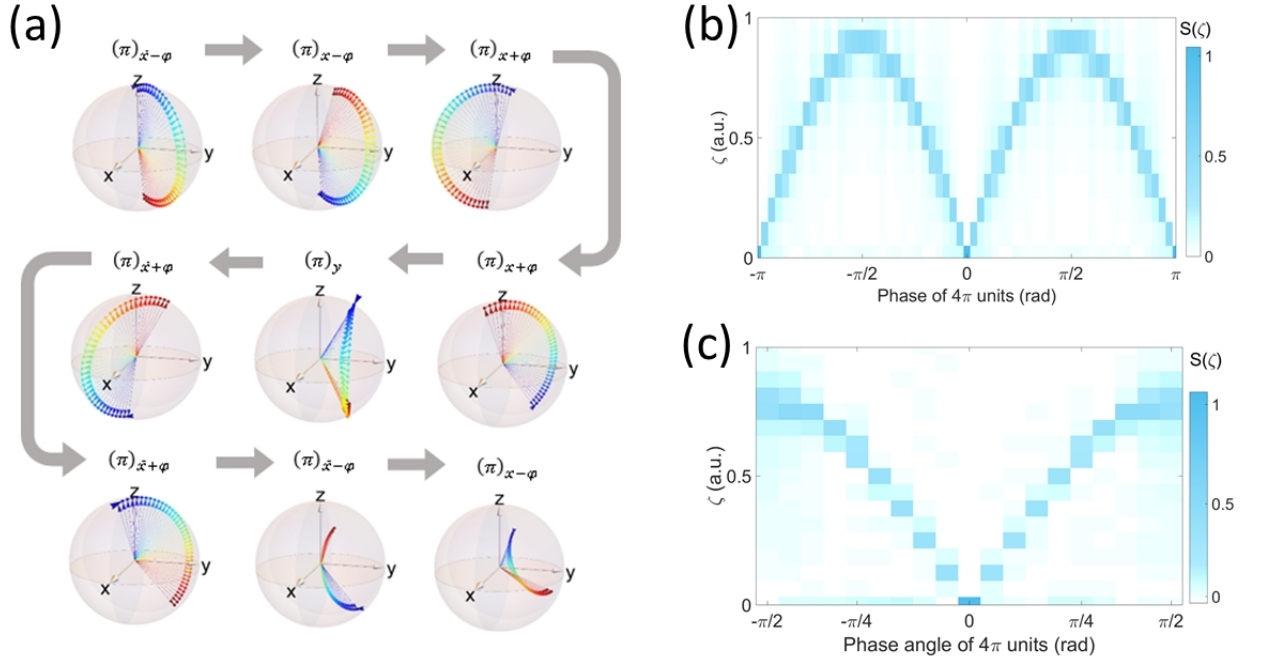 (a)
(π)x̄−φ (π)x−φ (π)x+φ
z z z
y y y
x x x
(π)x̄+φ (π)y (π)x+φ
z z z
y y y
x x x
(π)x̄+φ (π)x̄−φ (π)x−φ
z z z
y y y
x x x
(b)
S(ζ)
1
0.5
0
ζ (a.u.)
1
0.5
0
-π -π/2 0 π/2 π
Phase of 4π units (rad)
(c)
S(ζ)
1
0.5
0
ζ (a.u.)
1
0.5
0
-π/2 -π/4 0 π/4 π/2
Phase angle of 4π units (rad)